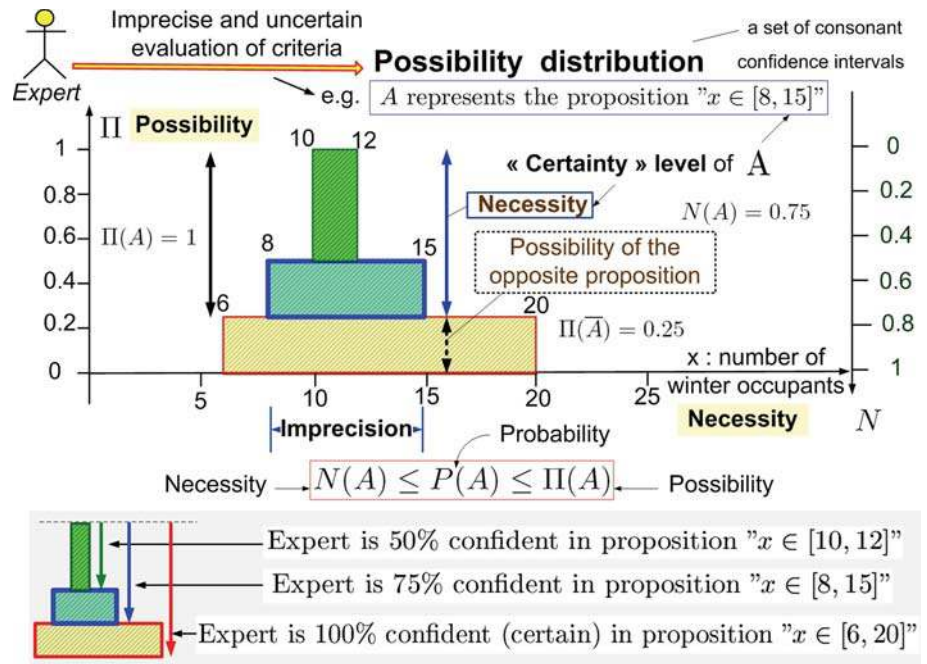 Imprecise and uncertain
evaluation of criteria
Expert
Possibility distribution
a set of consonant
confidence intervals
e.g.
A represents the proposition "x ∈ [8, 15]"
Π Possibility
10 12
« Certainty » level of A
Necessity
N(A) = 0.75
Π(A) = 1
8
15
Possibility of the
opposite proposition
6
20
Π(A̅) = 0.25
1
0.8
0.6
0.4
0.2
0
0
0.2
0.4
0.6
0.8
1
x : number of
winter occupants
5 10 15 20 25
Necessity N
Imprecision
Probability
Necessity
N(A) ≤ P(A) ≤ Π(A)
Possibility
Expert is 50% confident in proposition "x ∈ [10, 12]"
Expert is 75% confident in proposition "x ∈ [8, 15]"
Expert is 100% confident (certain) in proposition "x ∈ [6, 20]"